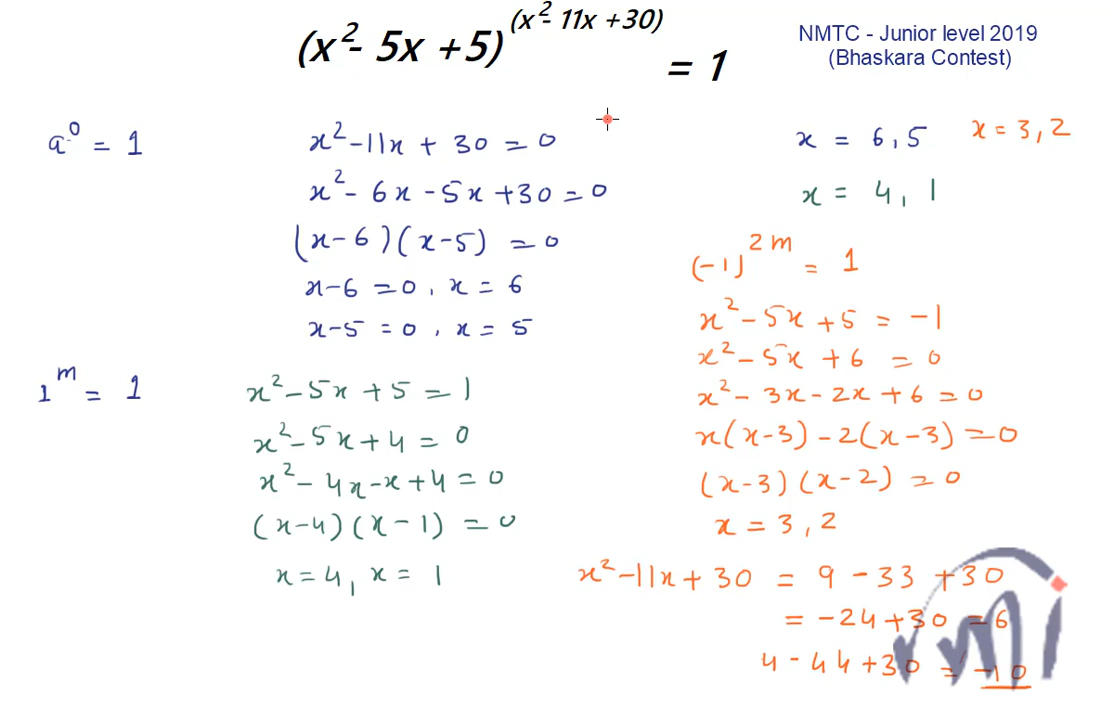 (x²- 5x +5)^(x²- 11x +30) = 1
NMTC - Junior level 2019
(Bhaskara Contest)
a⁰ = 1
x² -11x + 30 = 0
x² - 6x - 5x +30 = 0
(x-6)(x-5) = 0
x-6 = 0, x = 6
x-5 = 0, x = 5
x = 6, 5
x = 3, 2
x = 4, 1
1^m = 1
x² -5x +5 = 1
x² -5x +4 = 0
x² - 4x -x +4 = 0
(x-4)(x-1) = 0
x = 4, x = 1
(-1)^2m = 1
x² -5x +5 = -1
x² -5x +6 = 0
x² - 3x - 2x +6 = 0
x(x-3) -2(x-3) = 0
(x-3)(x-2) = 0
x = 3, 2
x² -11x + 30 = 9 - 33 +30
= -24 +30 = 6
4 - 44 +30 = -10
rmi